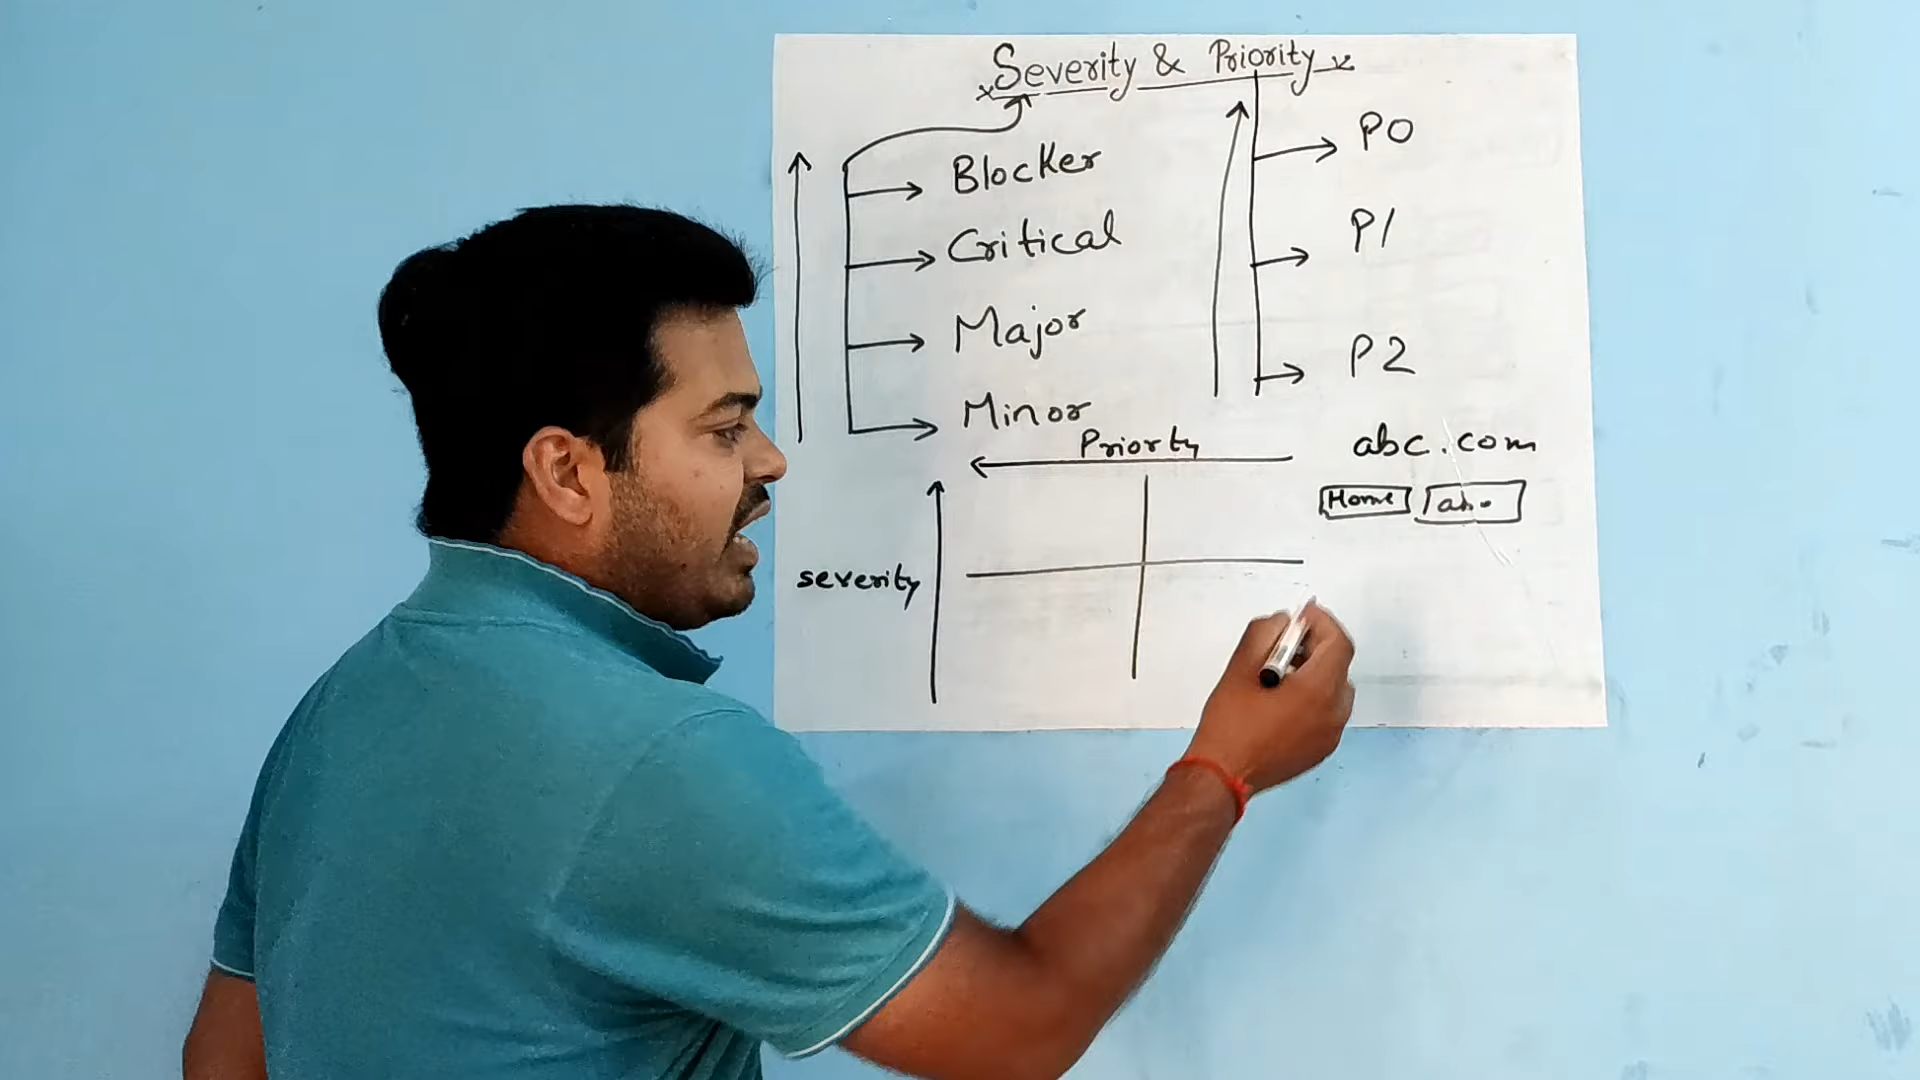 Severity & Priority
Blocker
Critical
Major
Minor
P0
P1
P2
Priorty
severity
abc.com
Home